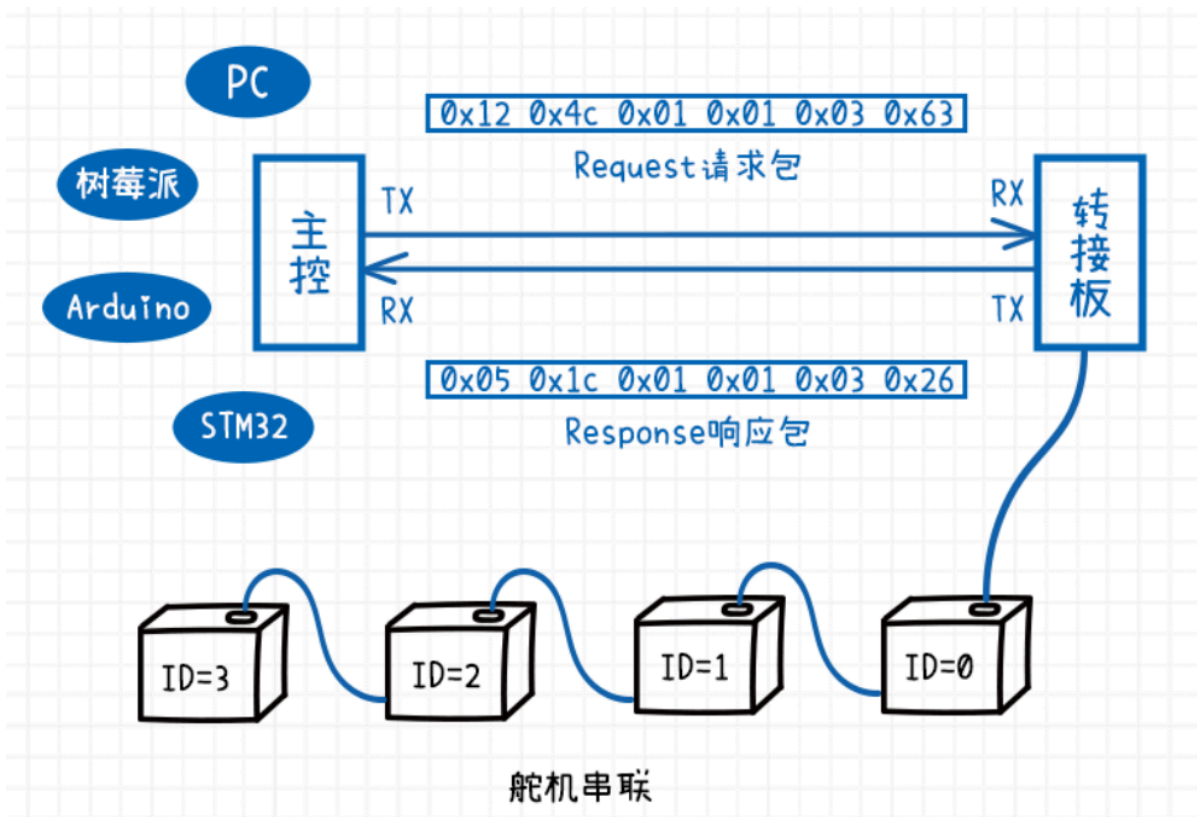 PC
0x12 0x4c 0x01 0x01 0x03 0x63
Request请求包
树莓派
TX
RX
主控
转接板
Arduino
RX
TX
0x05 0x1c 0x01 0x01 0x03 0x26
STM32
Response响应包
ID=3
ID=2
ID=1
ID=0
舵机串联